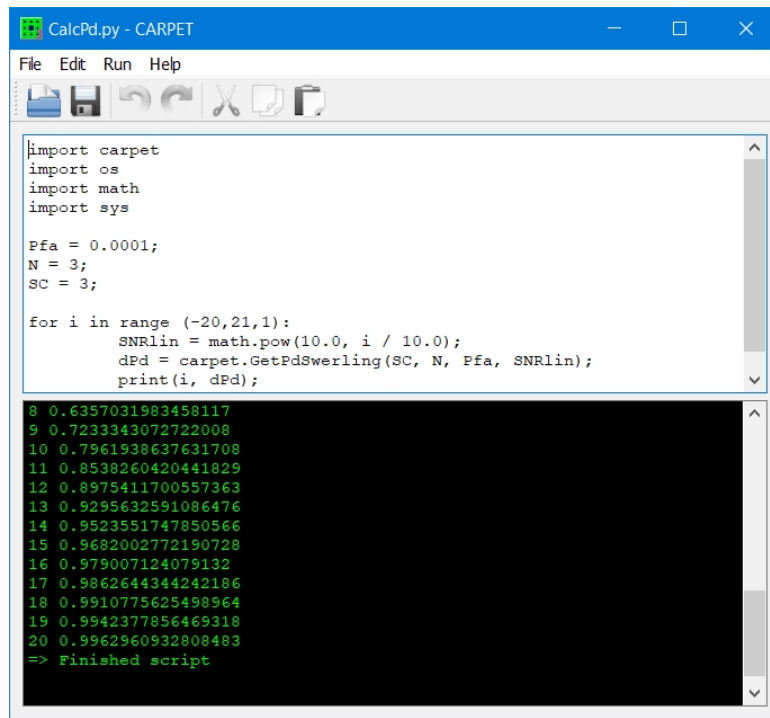 CalcPd.py - CARPET
File Edit Run Help
import carpet
import os
import math
import sys
Pfa = 0.0001;
N = 3;
SC = 3;
for i in range (-20,21,1):
SNRlin = math.pow(10.0, i / 10.0);
dPd = carpet.GetPdSwerling(SC, N, Pfa, SNRlin);
print(i, dPd);
8 0.6357031983458117
9 0.7233343072722008
10 0.7961938637631708
11 0.8538260420441829
12 0.8975411700557363
13 0.9295632591086476
14 0.9523551747850566
15 0.9682002772190728
16 0.979007124079132
17 0.9862644344242186
18 0.9910775625498964
19 0.9942377856469318
20 0.9962960932808483
=> Finished script